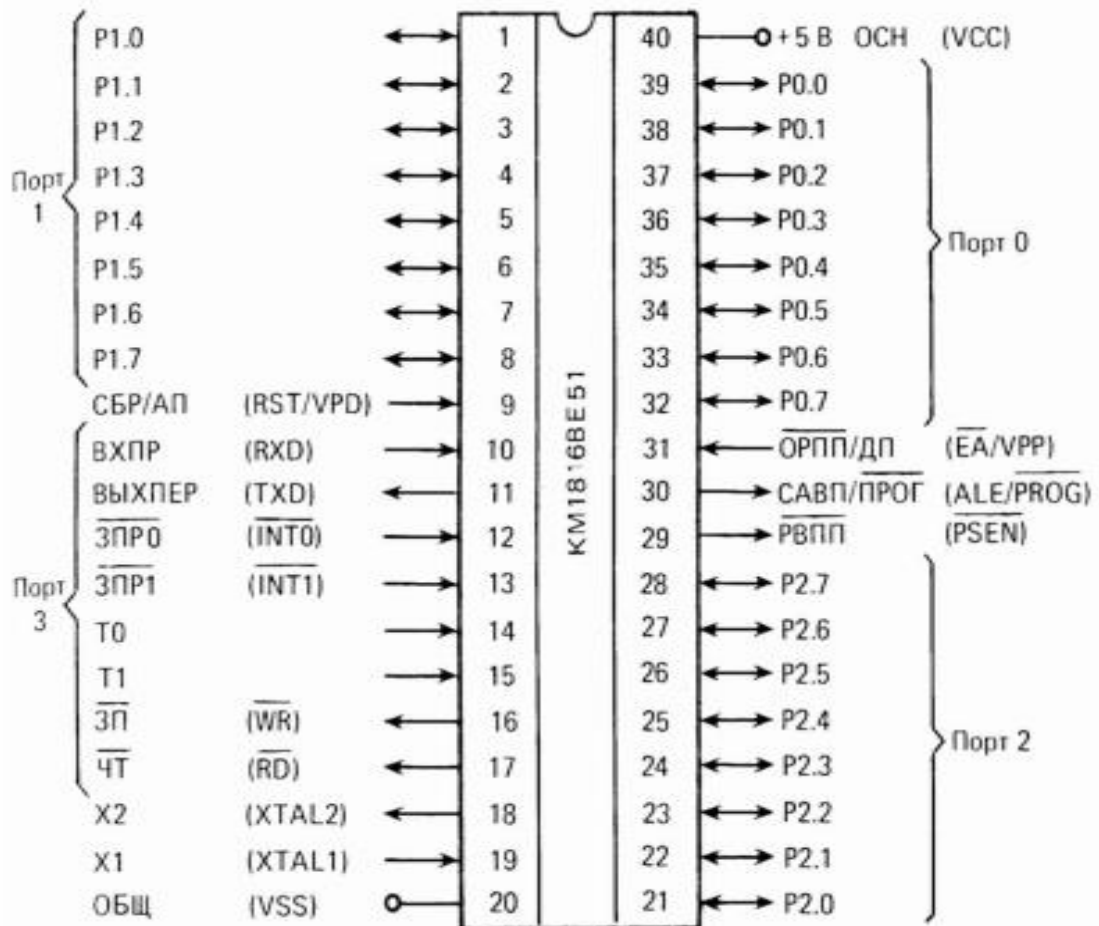 P1.0 1 40 +5 В ОСН (VCC)
P1.1 2 39 P0.0
P1.2 3 38 P0.1
P1.3 4 37 P0.2
Порт 1
P1.4 5 36 P0.3
Порт 0
P1.5 6 35 P0.4
P1.6 7 34 P0.5
P1.7 8 33 P0.6
СБР/АП (RST/VPD) 9 32 P0.7
ВХПР (RXD) 10 31 ОРПП/ДП (EA/VPP)
ВЫХПЕР (TXD) 11 30 САВП/ПРОГ (ALE/PROG)
ЗПР0 (INT0) 12 29 РВПП (PSEN)
КМ1816ВЕ51
ЗПР1 (INT1) 13 28 P2.7
Порт 3
T0 14 27 P2.6
T1 15 26 P2.5
ЗП (WR) 16 25 P2.4
Порт 2
ЧТ (RD) 17 24 P2.3
X2 (XTAL2) 18 23 P2.2
X1 (XTAL1) 19 22 P2.1
ОБЩ (VSS) 20 21 P2.0